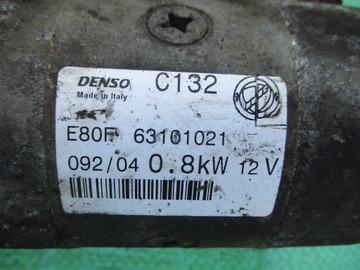 DENSO C132
Made in Italy
E80F 63101021
092/04 0.8kW 12V